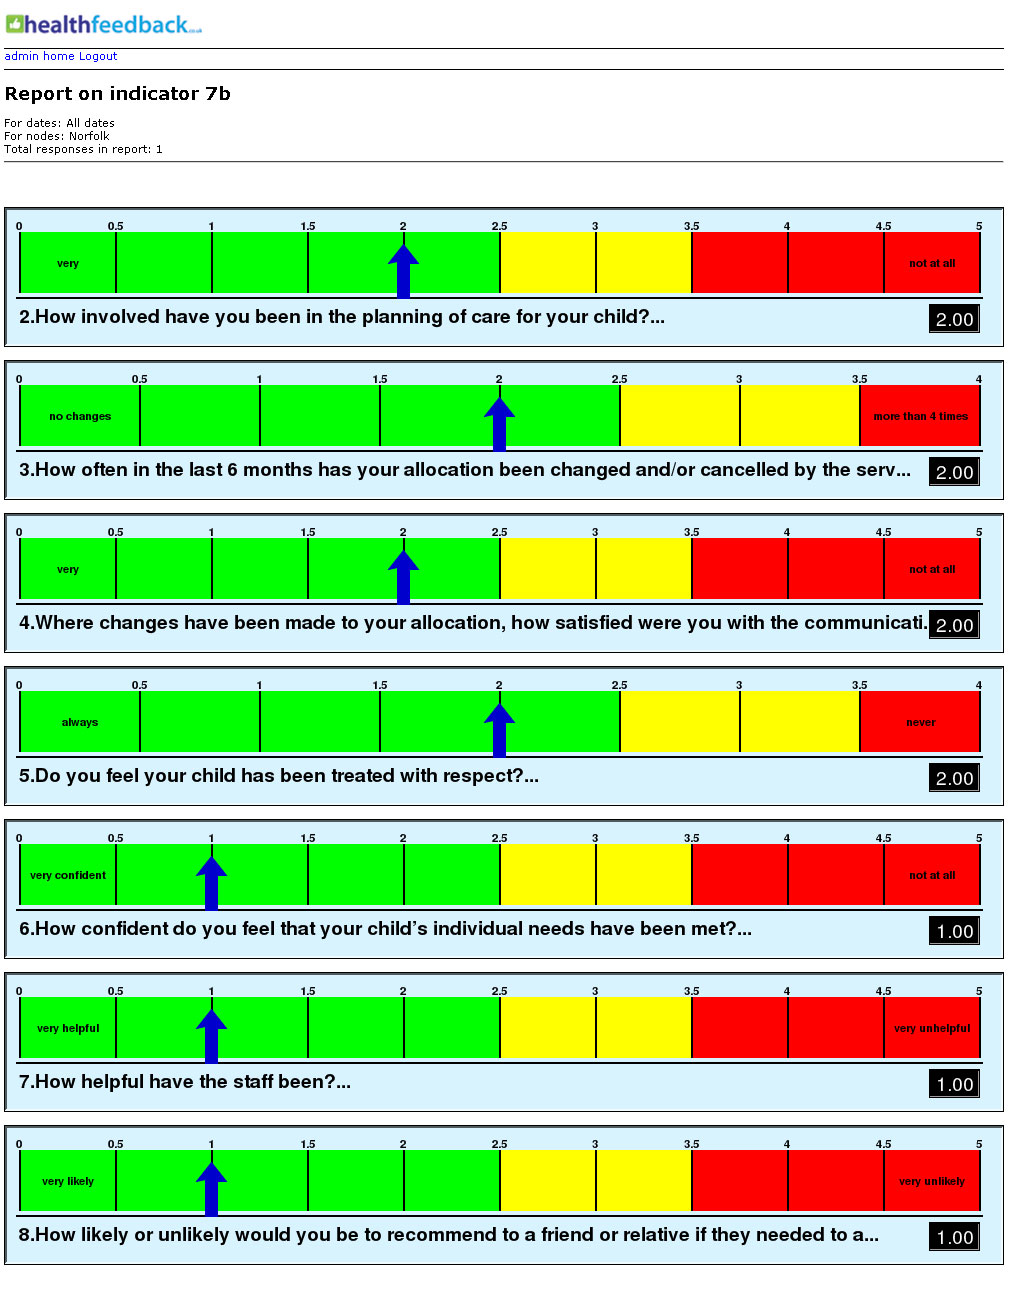 healthfeedback.co.uk
admin home Logout
Report on indicator 7b
For dates: All dates
For nodes: Norfolk
Total responses in report: 1
0 0.5 1 1.5 2 2.5 3 3.5 4 4.5 5
very not at all
2.How involved have you been in the planning of care for your child?... 2.00
0 0.5 1 1.5 2 2.5 3 3.5 4
no changes more than 4 times
3.How often in the last 6 months has your allocation been changed and/or cancelled by the serv... 2.00
0 0.5 1 1.5 2 2.5 3 3.5 4 4.5 5
very not at all
4.Where changes have been made to your allocation, how satisfied were you with the communicati. 2.00
0 0.5 1 1.5 2 2.5 3 3.5 4
always never
5.Do you feel your child has been treated with respect?... 2.00
0 0.5 1 1.5 2 2.5 3 3.5 4 4.5 5
very confident not at all
6.How confident do you feel that your child's individual needs have been met?... 1.00
0 0.5 1 1.5 2 2.5 3 3.5 4 4.5 5
very helpful very unhelpful
7.How helpful have the staff been?... 1.00
0 0.5 1 1.5 2 2.5 3 3.5 4 4.5 5
very likely very unlikely
8.How likely or unlikely would you be to recommend to a friend or relative if they needed to a... 1.00